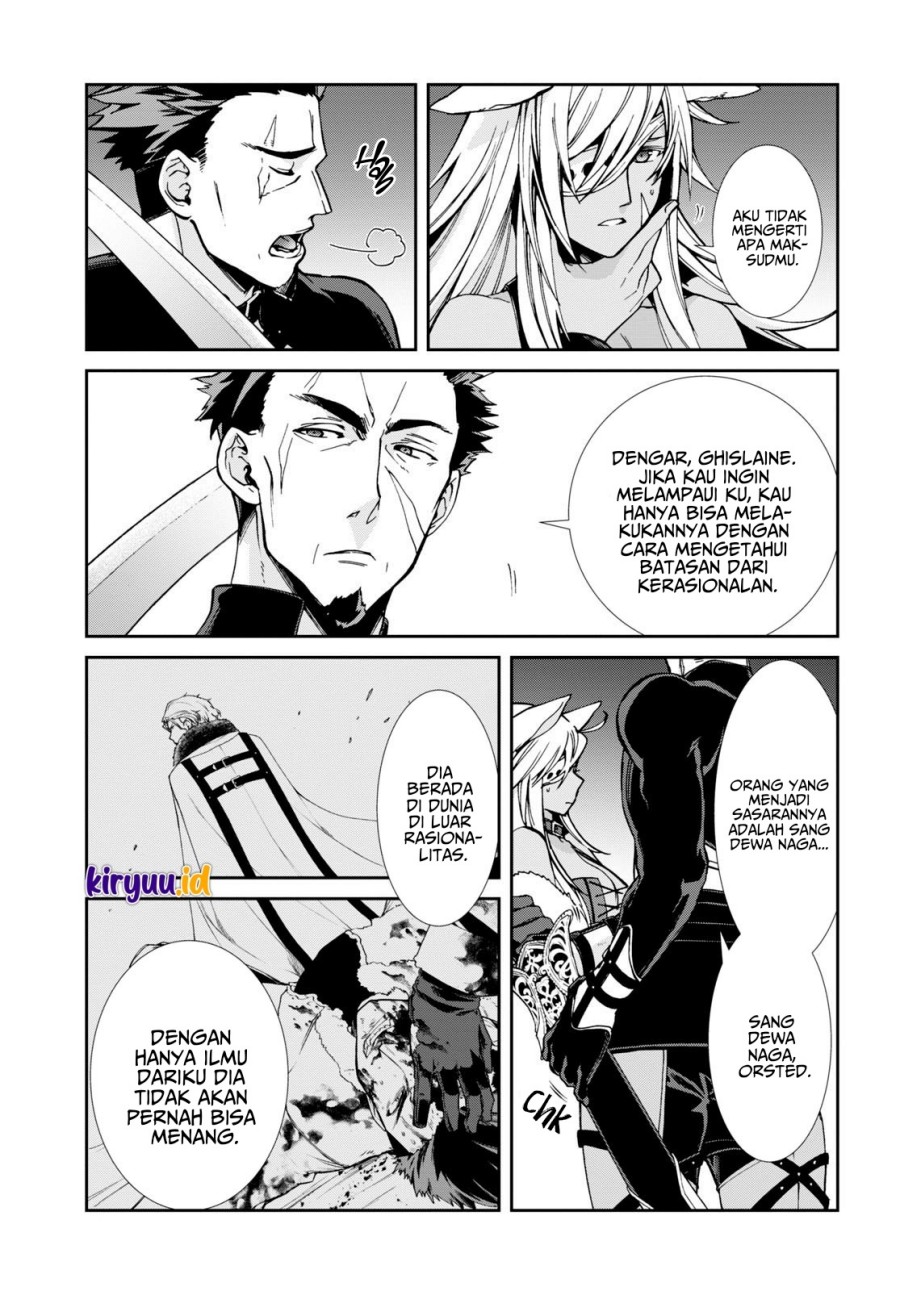 AKU TIDAK
MENGERTI
APA MAK-
SUDMU.
Hah
DENGAR, GHISLAINE.
JIKA KAU INGIN
MELAMPAUI KU, KAU
HANYA BISA MELA-
KUKANNYA DENGAN
CARA MENGETAHUI
BATASAN DARI
KERASIONALAN.
ORANG YANG
MENJADI
SASARANNYA
ADALAH SANG
DEWA NAGA...
SANG
DEWA
NAGA,
ORSTED.
Chk
DIA
BERADA
DI DUNIA
DI LUAR
RASIONA-
LITAS.
kiryuu.id
DENGAN
HANYA ILMU
DARIKU DIA
TIDAK AKAN
PERNAH BISA
MENANG.